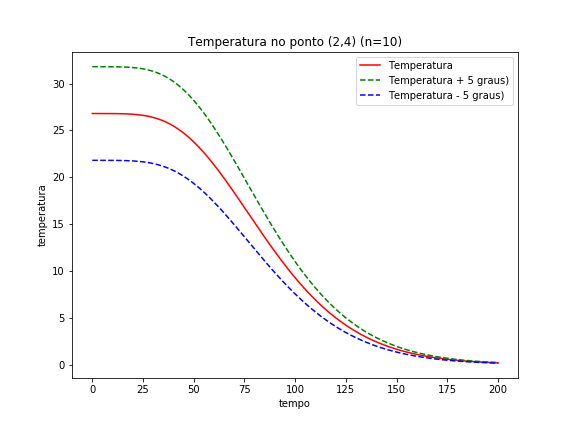 Temperatura no ponto (2,4) (n=10)
Temperatura
Temperatura + 5 graus)
Temperatura - 5 graus)
temperatura
30
25
20
15
10
5
0
0 25 50 75 100 125 150 175 200
tempo